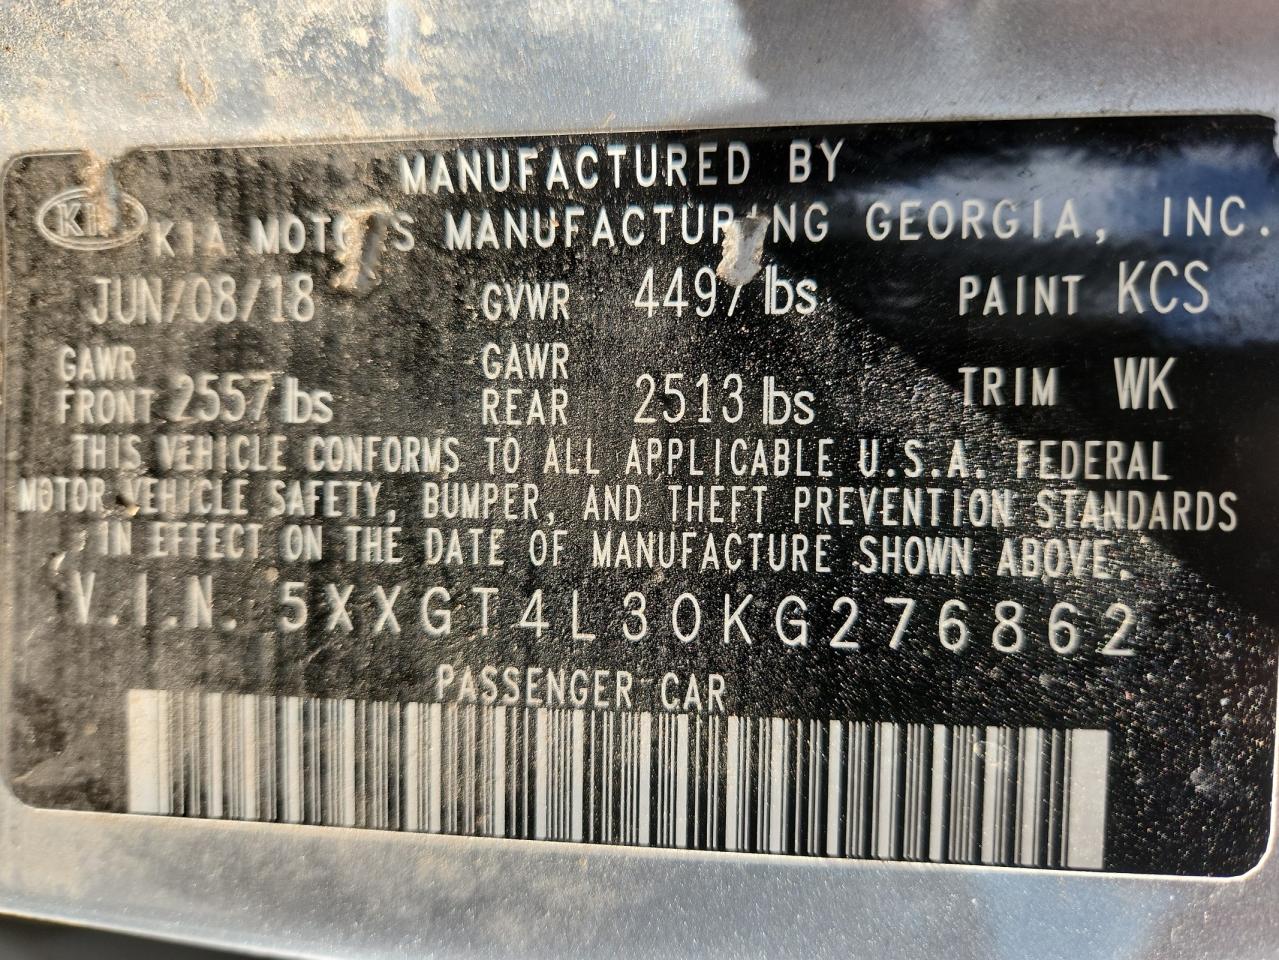 MANUFACTURED BY
KIA KIA MOTORS MANUFACTURING GEORGIA, INC.
JUN/08/18 GVWR 4497 lbs PAINT KCS
GAWR FRONT 2557 lbs GAWR REAR 2513 lbs TRIM WK
THIS VEHICLE CONFORMS TO ALL APPLICABLE U.S.A. FEDERAL
MOTOR VEHICLE SAFETY, BUMPER, AND THEFT PREVENTION STANDARDS
IN EFFECT ON THE DATE OF MANUFACTURE SHOWN ABOVE.
V.I.N. 5XXGT4L30KG276862
PASSENGER CAR